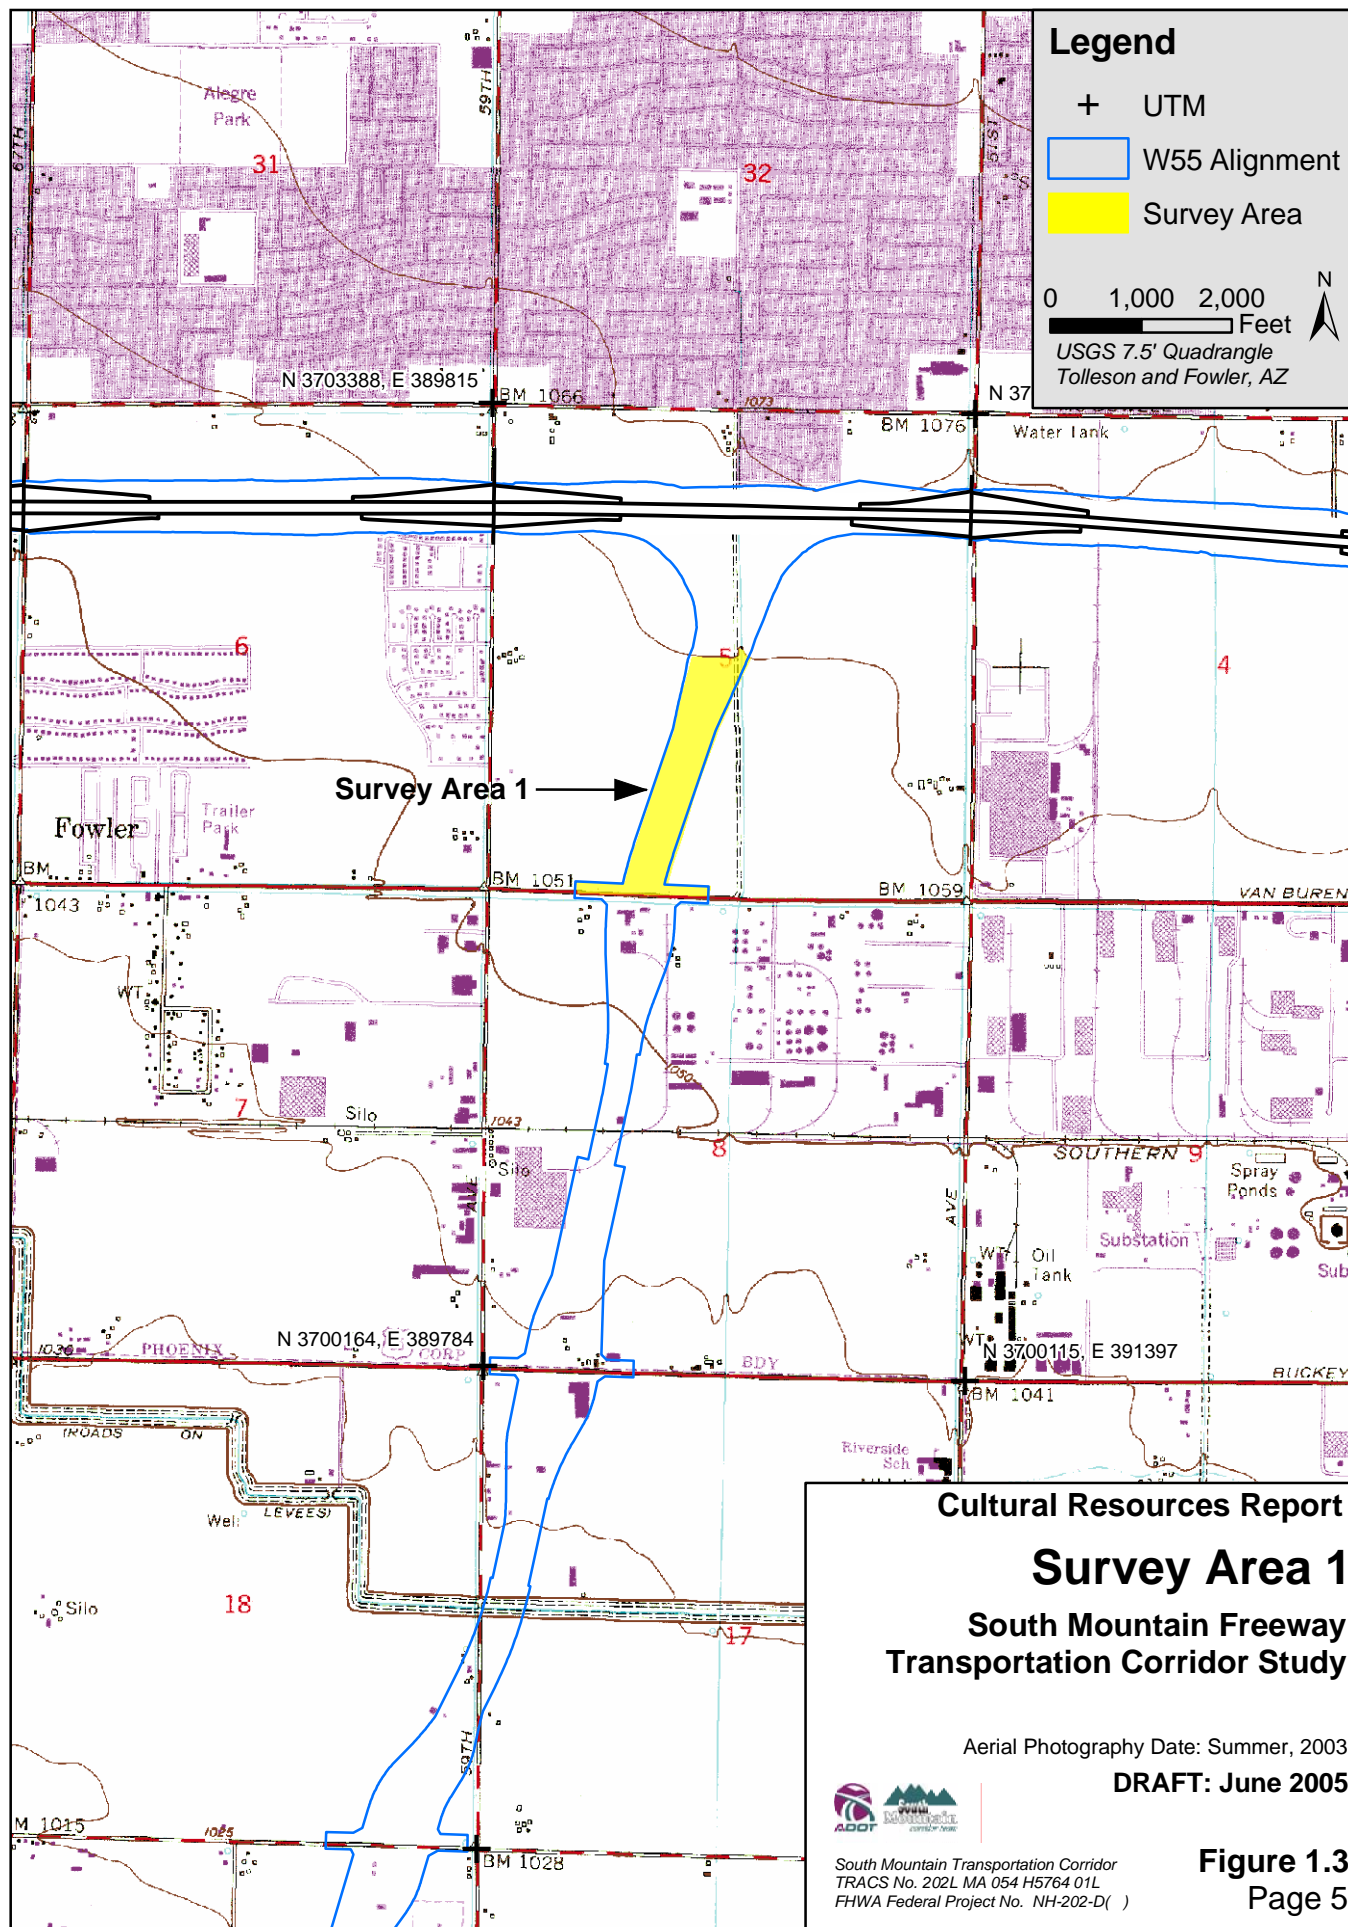 Legend
UTM
W55 Alignment
Survey Area
0 1,000 2,000
Feet
N
USGS 7.5' Quadrangle
Tolleson and Fowler, AZ
67TH
59TH
51ST
Alegre
Park
31
32
N 3703388, E 389815
BM 1066
1073
BM 1076
N 37
Water Tank
6
5
4
Survey Area 1
Fowler
Trailer
Park
BM
1043
BM 1051
BM 1059
VAN BUREN
WT
1050
7
Silo
1043
8
SOUTHERN
9
Silo
Spray
Ponds
AVE
AVE
Substation
WT
Oil
Tank
Sub
N 3700164, E 389784
1036
PHOENIX
CORP
BDY
WT
N 3700115, E 391397
BUCKEY
BM 1041
(ROADS ON
LEVEES)
Riverside
Sch
Well
18
Silo
17
59TH
M 1015
1025
BM 1028
Cultural Resources Report
Survey Area 1
South Mountain Freeway
Transportation Corridor Study
Aerial Photography Date: Summer, 2003
DRAFT: June 2005
ADOT
South
Mountain
South Mountain Transportation Corridor
TRACS No. 202L MA 054 H5764 01L
FHWA Federal Project No. NH-202-D( )
Figure 1.3
Page 5